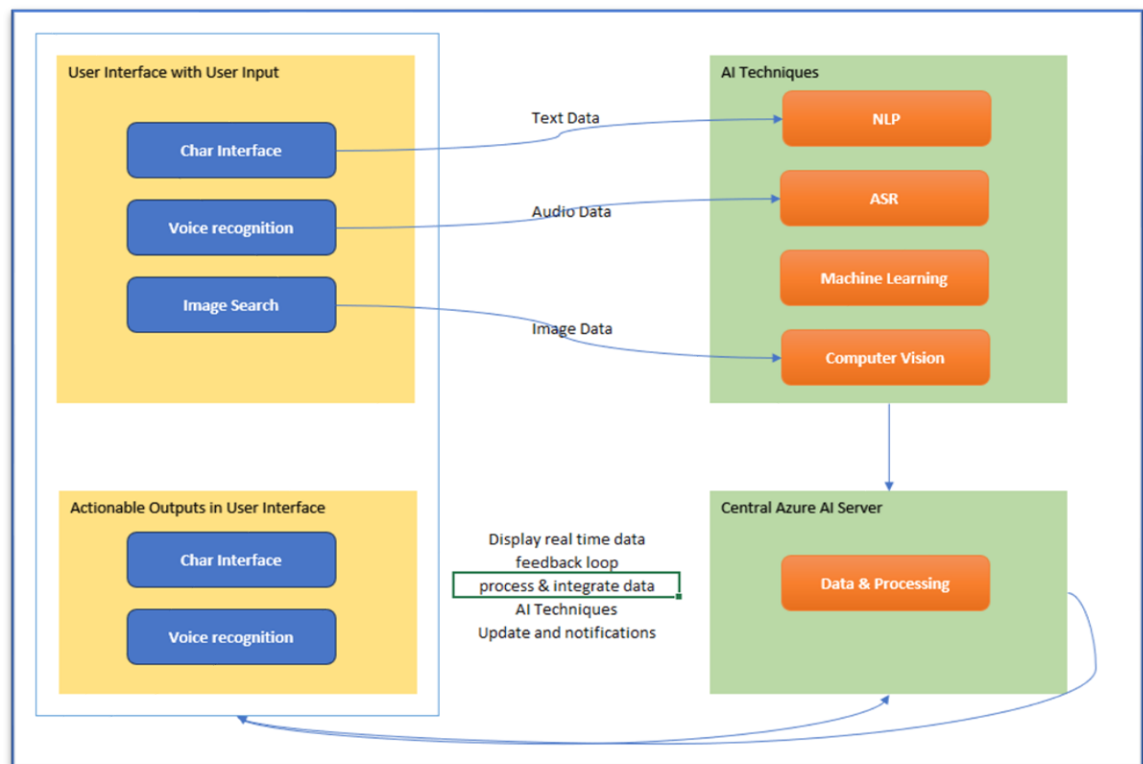 User Interface with User Input
Char Interface
Voice recognition
Image Search
Text Data
Audio Data
Image Data
AI Techniques
NLP
ASR
Machine Learning
Computer Vision
Actionable Outputs in User Interface
Char Interface
Voice recognition
Display real time data
feedback loop
process & integrate data
AI Techniques
Update and notifications
Central Azure AI Server
Data & Processing